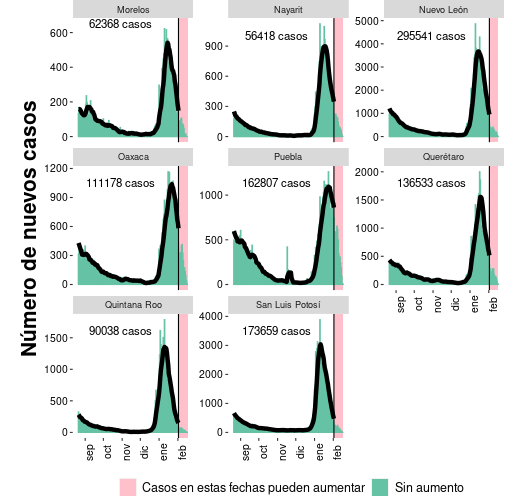 Número de nuevos casos
Morelos
62368 casos
600
400
200
0
Nayarit
56418 casos
900
600
300
0
Nuevo León
295541 casos
5000
4000
3000
2000
1000
0
Oaxaca
111178 casos
1200
900
600
300
0
Puebla
162807 casos
1000
500
0
Querétaro
136533 casos
2000
1500
1000
500
0
sep
oct
nov
dic
ene
feb
Quintana Roo
90038 casos
1500
1000
500
0
sep
oct
nov
dic
ene
feb
San Luis Potosí
173659 casos
4000
3000
2000
1000
0
sep
oct
nov
dic
ene
feb
Casos en estas fechas pueden aumentar
Sin aumento